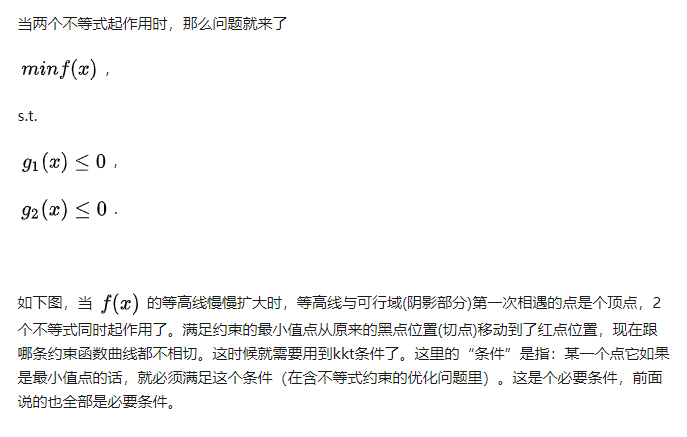 当两个不等式起作用时，那么问题就来了
minf(x)，
s.t.
g₁(x) ≤ 0，
g₂(x) ≤ 0．
如下图，当 f(x) 的等高线慢慢扩大时，等高线与可行域(阴影部分)第一次相遇的点是个顶点，2
个不等式同时起作用了。满足约束的最小值点从原来的黑点位置(切点)移动到了红点位置，现在跟
哪条约束函数曲线都不相切。这时候就需要用到kkt条件了。这里的“条件”是指：某一个点它如果
是最小值点的话，就必须满足这个条件（在含不等式约束的优化问题里）。这是个必要条件，前面
说的也全部是必要条件。